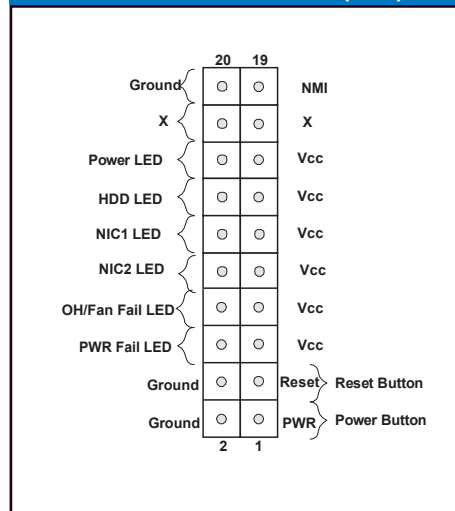 20 19
Ground NMI
X X
Power LED Vcc
HDD LED Vcc
NIC1 LED Vcc
NIC2 LED Vcc
OH/Fan Fail LED Vcc
PWR Fail LED Vcc
Ground Reset Reset Button
Ground PWR Power Button
2 1